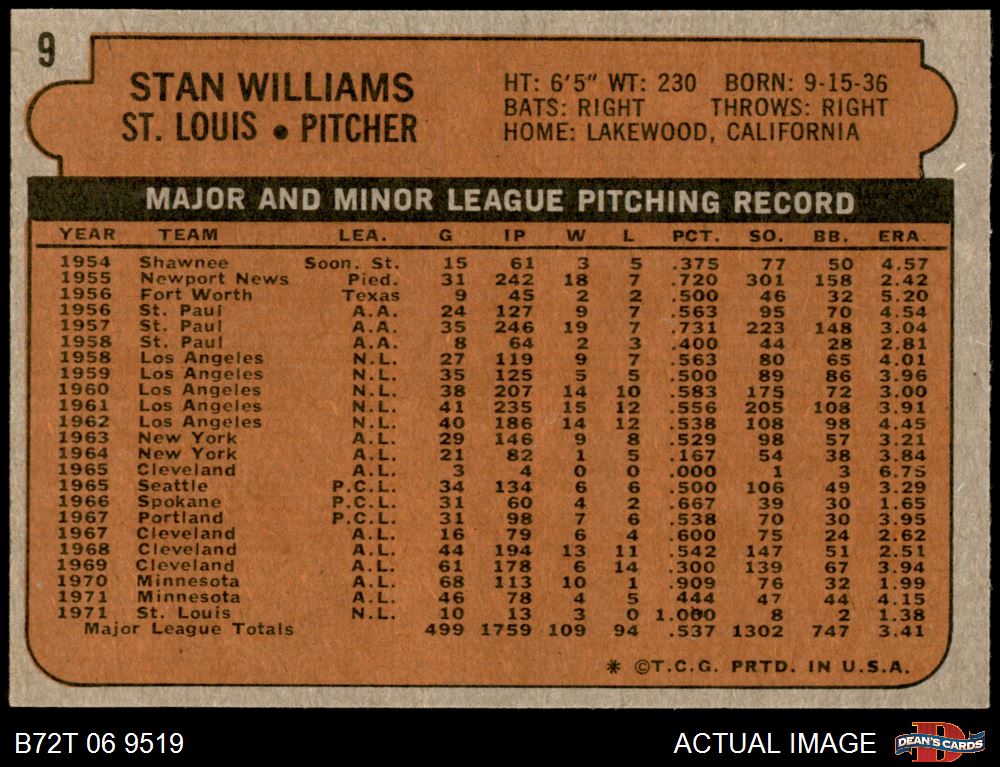 9
STAN WILLIAMS
ST. LOUIS • PITCHER
HT: 6'5" WT: 230 BORN: 9-15-36
BATS: RIGHT THROWS: RIGHT
HOME: LAKEWOOD, CALIFORNIA
MAJOR AND MINOR LEAGUE PITCHING RECORD
YEAR TEAM LEA. G IP W L PCT. SO. BB. ERA.
1954 Shawnee Soon. St. 15 61 3 5 .375 77 50 4.57
1955 Newport News Pied. 31 242 18 7 .720 301 158 2.42
1956 Fort Worth Texas 9 45 2 2 .500 46 32 5.20
1956 St. Paul A.A. 24 127 9 7 .563 95 70 4.54
1957 St. Paul A.A. 35 246 19 7 .731 223 148 3.04
1958 St. Paul A.A. 8 64 2 3 .400 44 28 2.81
1958 Los Angeles N.L. 27 119 9 7 .563 80 65 4.01
1959 Los Angeles N.L. 35 125 5 5 .500 89 86 3.96
1960 Los Angeles N.L. 38 207 14 10 .583 175 72 3.00
1961 Los Angeles N.L. 41 235 15 12 .556 205 108 3.91
1962 Los Angeles N.L. 40 186 14 12 .538 108 98 4.45
1963 New York A.L. 29 146 9 8 .529 98 57 3.21
1964 New York A.L. 21 82 1 5 .167 54 38 3.84
1965 Cleveland A.L. 3 4 0 0 .000 1 3 6.75
1965 Seattle P.C.L. 34 134 6 6 .500 106 49 3.29
1966 Spokane P.C.L. 31 60 4 2 .667 39 30 1.65
1967 Portland P.C.L. 31 98 7 6 .538 70 30 3.95
1967 Cleveland A.L. 16 79 6 4 .600 75 24 2.62
1968 Cleveland A.L. 44 194 13 11 .542 147 51 2.51
1969 Cleveland A.L. 61 178 6 14 .300 139 67 3.94
1970 Minnesota A.L. 68 113 10 1 .909 76 32 1.99
1971 Minnesota A.L. 46 78 4 5 .444 47 44 4.15
1971 St. Louis N.L. 10 13 3 0 1.000 8 2 1.38
Major League Totals 499 1759 109 94 .537 1302 747 3.41
* ©T.C.G. PRTD. IN U.S.A.
B72T 06 9519 ACTUAL IMAGE
D
DEAN'S CARDS